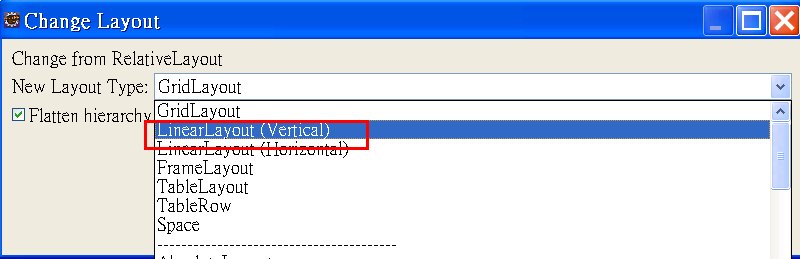 Change Layout
Change from RelativeLayout
New Layout Type: GridLayout
Flatten hierarchy
GridLayout
LinearLayout (Vertical)
LinearLayout (Horizontal)
FrameLayout
TableLayout
TableRow
Space
------------------------------------------